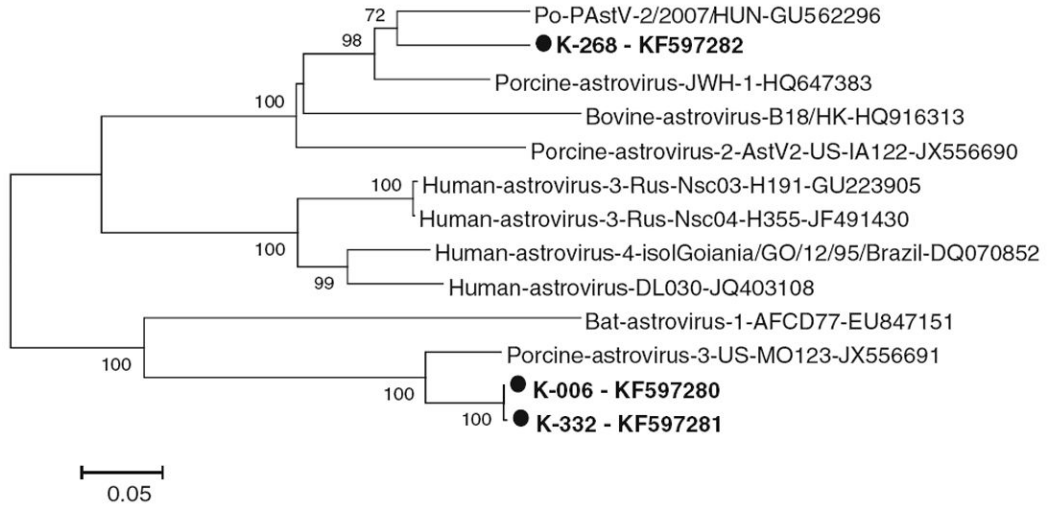 72
Po-PAstV-2/2007/HUN-GU562296
98
K-268 - KF597282
Porcine-astrovirus-JWH-1-HQ647383
100
Bovine-astrovirus-B18/HK-HQ916313
Porcine-astrovirus-2-AstV2-US-IA122-JX556690
100
Human-astrovirus-3-Rus-Nsc03-H191-GU223905
Human-astrovirus-3-Rus-Nsc04-H355-JF491430
100
Human-astrovirus-4-isolGoiania/GO/12/95/Brazil-DQ070852
99
Human-astrovirus-DL030-JQ403108
Bat-astrovirus-1-AFCD77-EU847151
100
Porcine-astrovirus-3-US-MO123-JX556691
100
K-006 - KF597280
100
K-332 - KF597281
0.05